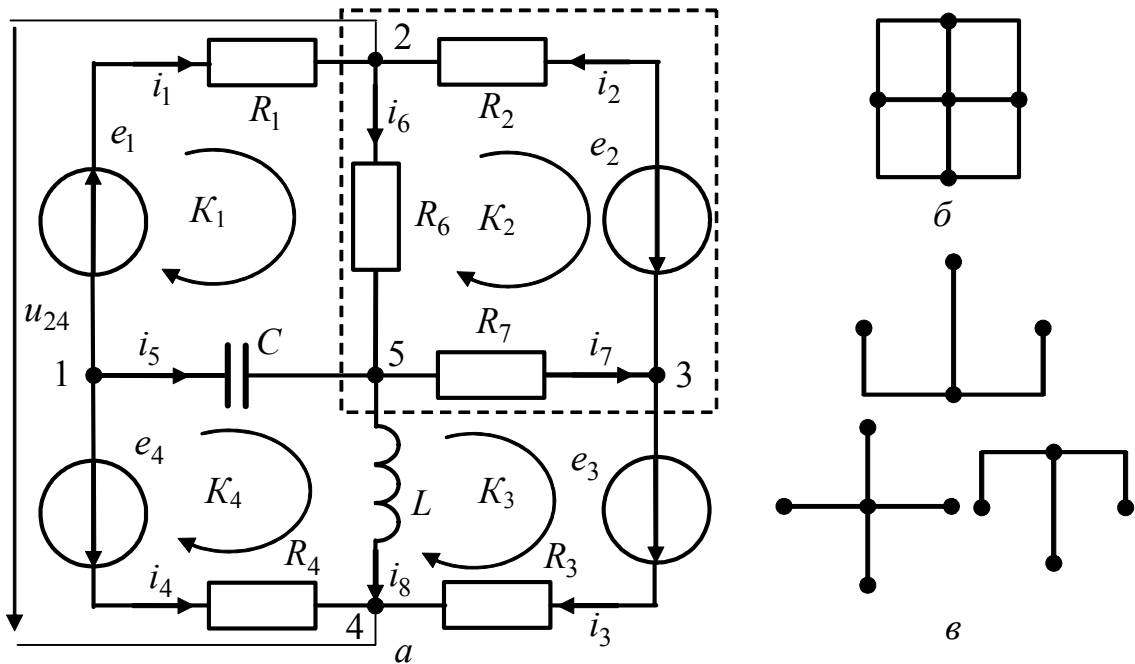 2
i₁
R₁
i₆
R₂
i₂
e₁
e₂
K₁
R₆
K₂
б
u₂₄
R₇
1
i₅
C
5
i₇
3
e₄
e₃
K₄
L
K₃
R₄
R₃
i₄
i₈
4
i₃
а
в